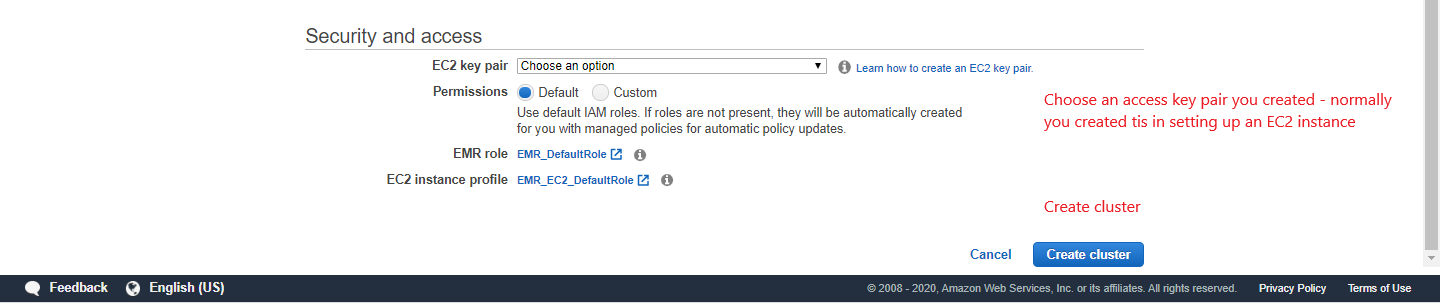 Security and access
EC2 key pair Choose an option Learn how to create an EC2 key pair.
Permissions Default Custom
Use default IAM roles. If roles are not present, they will be automatically created
for you with managed policies for automatic policy updates.
Choose an access key pair you created - normally
you created tis in setting up an EC2 instance
EMR role EMR_DefaultRole
EC2 instance profile EMR_EC2_DefaultRole
Create cluster
Cancel Create cluster
Feedback English (US) © 2008 - 2020, Amazon Web Services, Inc. or its affiliates. All rights reserved. Privacy Policy Terms of Use